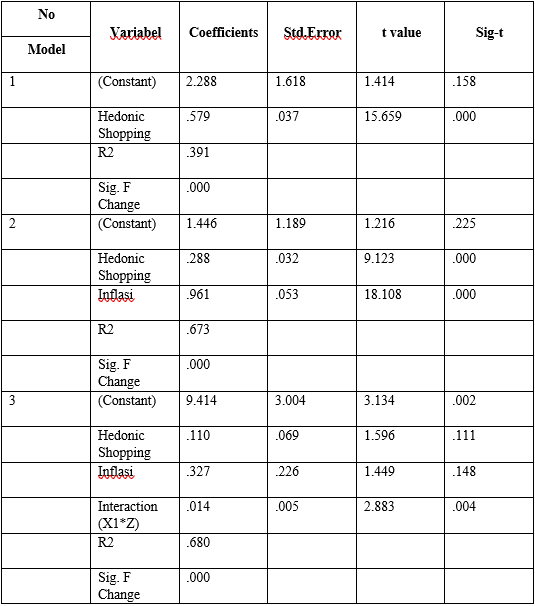 No Variabel Coefficients Std.Error t value Sig-t
Model
1 (Constant) 2.288 1.618 1.414 .158
Hedonic .579 .037 15.659 .000
Shopping
R2 .391
Sig. F .000
Change
2 (Constant) 1.446 1.189 1.216 .225
Hedonic .288 .032 9.123 .000
Shopping
Inflasi .961 .053 18.108 .000
R2 .673
Sig. F .000
Change
3 (Constant) 9.414 3.004 3.134 .002
Hedonic .110 .069 1.596 .111
Shopping
Inflasi .327 .226 1.449 .148
Interaction .014 .005 2.883 .004
(X1*Z)
R2 .680
Sig. F .000
Change